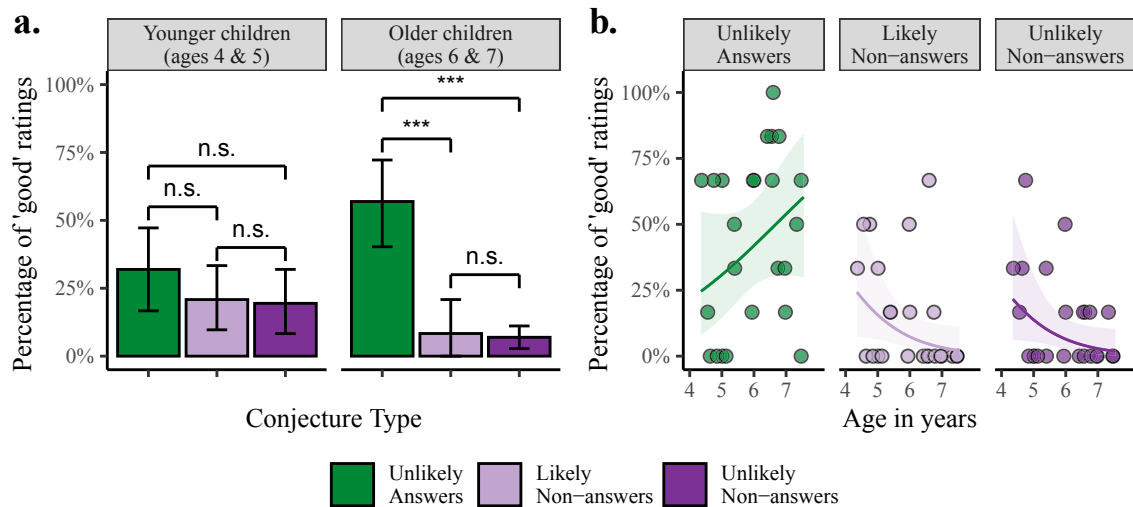 a.
Younger children
(ages 4 & 5)
Older children
(ages 6 & 7)
Percentage of 'good' ratings
100%
75%
50%
25%
0%
n.s.
n.s.
n.s.
***
***
n.s.
Conjecture Type
b.
Unlikely
Answers
Likely
Non−answers
Unlikely
Non−answers
Percentage of 'good' ratings
100%
75%
50%
25%
0%
4 5 6 7
4 5 6 7
4 5 6 7
Age in years
Unlikely
Answers
Likely
Non−answers
Unlikely
Non−answers